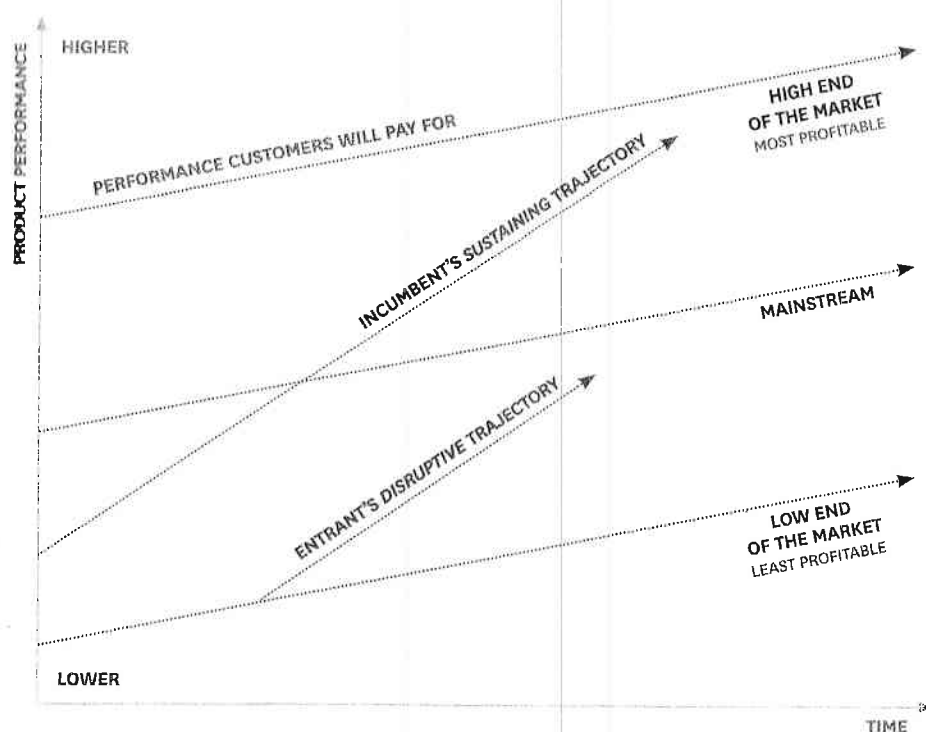 PRODUCT PERFORMANCE
HIGHER
PERFORMANCE CUSTOMERS WILL PAY FOR
HIGH END
OF THE MARKET
MOST PROFITABLE
INCUMBENT'S SUSTAINING TRAJECTORY
MAINSTREAM
ENTRANT'S DISRUPTIVE TRAJECTORY
LOW END
OF THE MARKET
LEAST PROFITABLE
LOWER
TIME